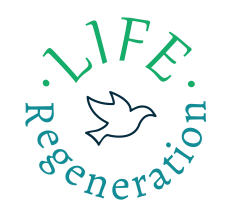 · LIFE ·
Regeneration